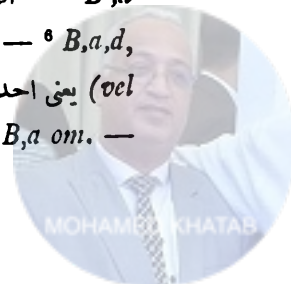 B,a
— ⁶ B,a,d,
vel) يعنى احد
B,a om. —
MOHAMED KHATAB